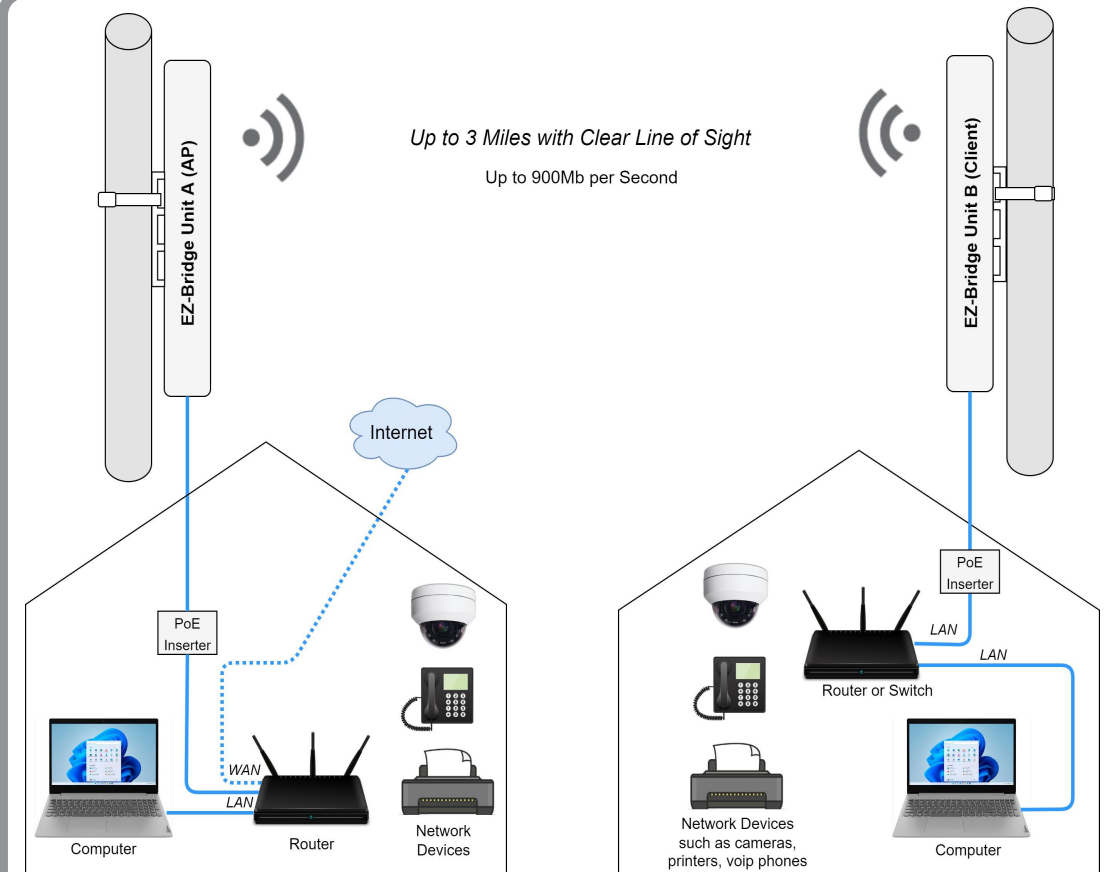 Up to 3 Miles with Clear Line of Sight
Up to 900Mb per Second
EZ-Bridge Unit A (AP)
EZ-Bridge Unit B (Client)
Internet
PoE
Inserter
WAN
LAN
Computer
Router
Network
Devices
PoE
Inserter
LAN
LAN
Router or Switch
Network Devices
such as cameras,
printers, voip phones
Computer